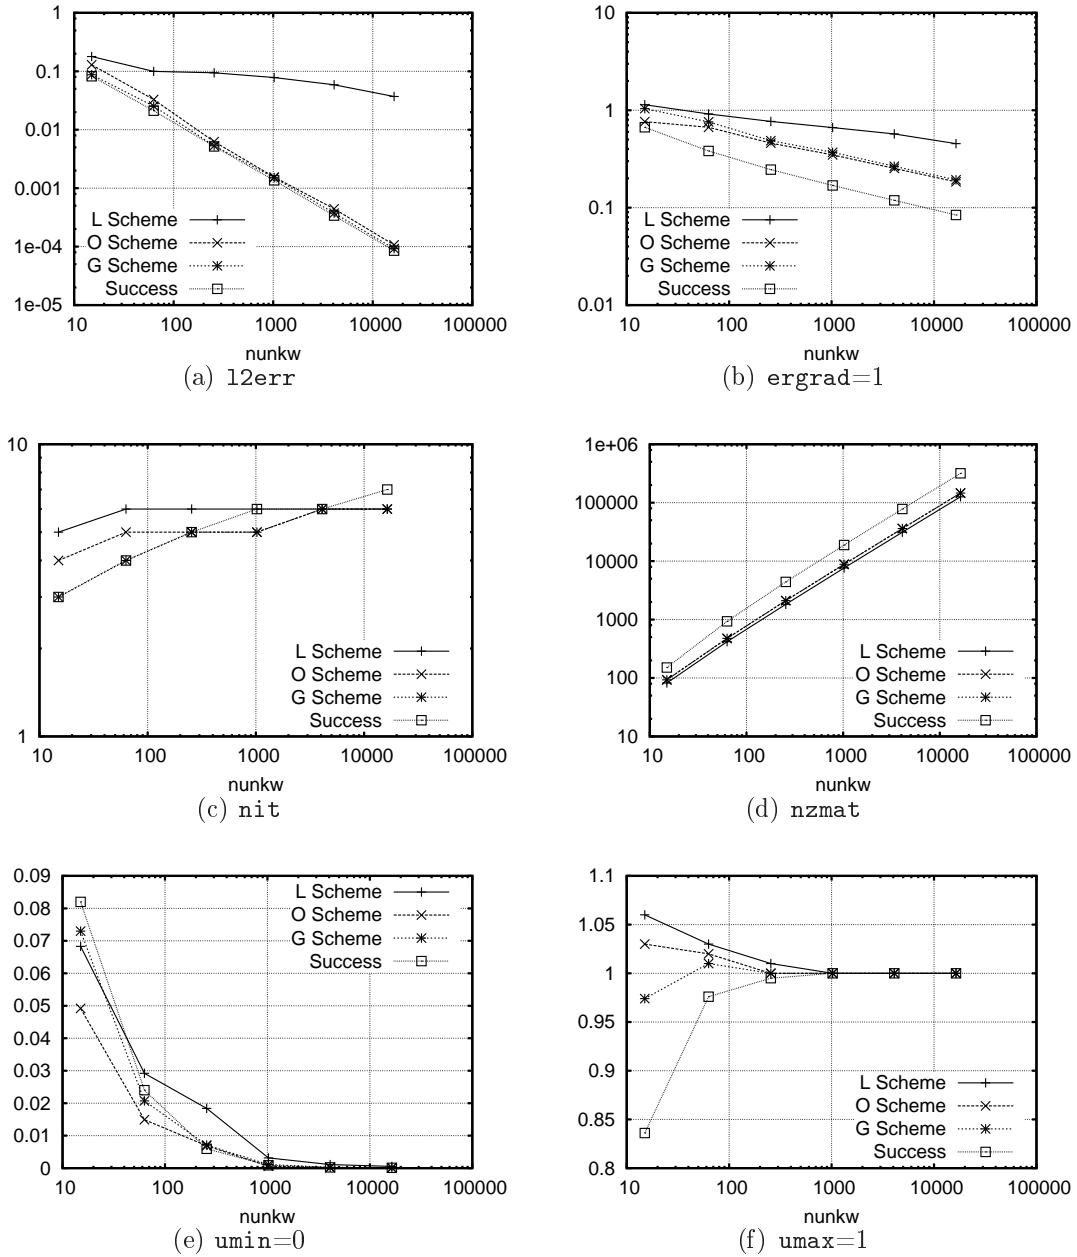 1
0.1
0.01
0.001
1e-04
1e-05
L Scheme
O Scheme
G Scheme
Success
10 100 1000 10000 100000
nunkw
(a) l2err
10
1
0.1
0.01
L Scheme
O Scheme
G Scheme
Success
10 100 1000 10000 100000
nunkw
(b) ergrad=1
10
1
L Scheme
O Scheme
G Scheme
Success
10 100 1000 10000 100000
nunkw
(c) nit
1e+06
100000
10000
1000
100
10
L Scheme
O Scheme
G Scheme
Success
10 100 1000 10000 100000
nunkw
(d) nzmat
0.09
0.08
0.07
0.06
0.05
0.04
0.03
0.02
0.01
0
L Scheme
O Scheme
G Scheme
Success
10 100 1000 10000 100000
nunkw
(e) umin=0
1.1
1.05
1
0.95
0.9
0.85
0.8
L Scheme
O Scheme
G Scheme
Success
10 100 1000 10000 100000
nunkw
(f) umax=1